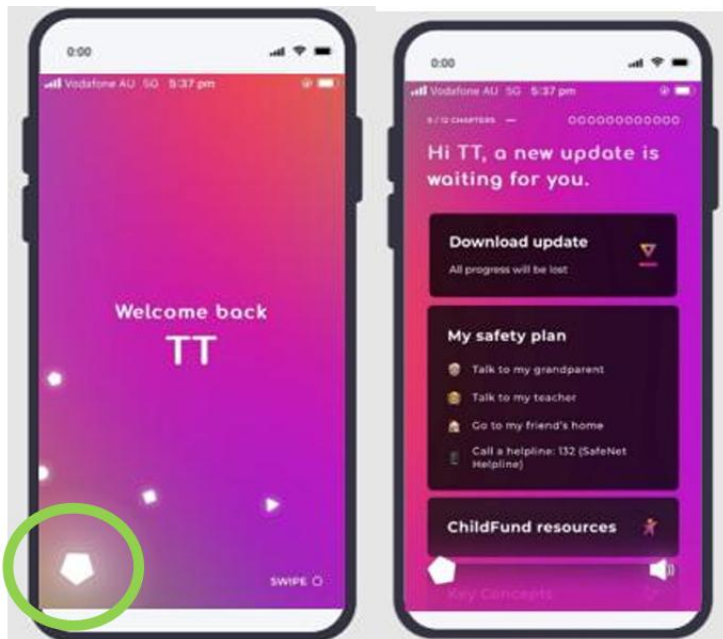 0:00
Vodafone AU 5G 5:37 pm
Welcome back
TT
SWIPE
0:00
Vodafone AU 5G 5:37 pm
/ 12 CHAPTERS
Hi TT, a new update is
waiting for you.
Download update
All progress will be lost
My safety plan
Talk to my grandparent
Talk to my teacher
Go to my friend's home
Call a helpline: 132 (SafeNet
Helpline)
ChildFund resources
Key Concepts